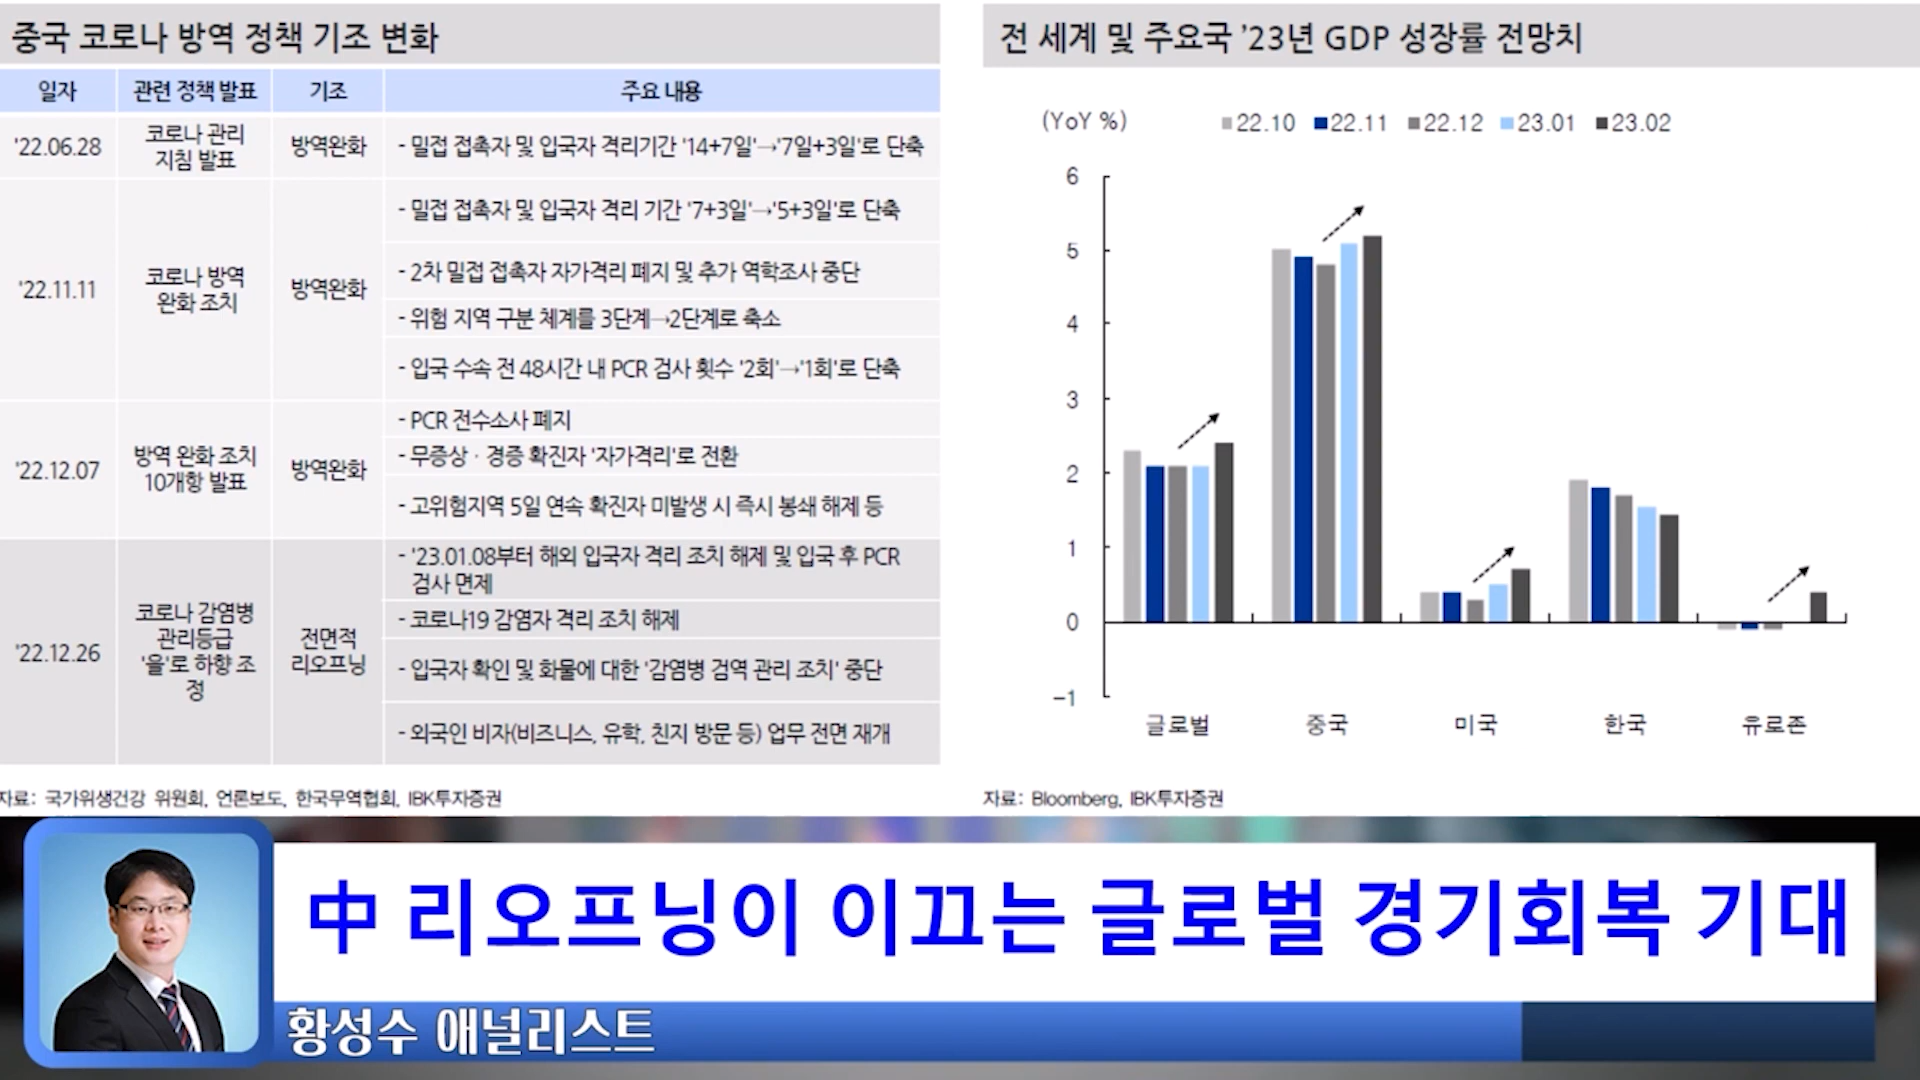 중국 코로나 방역 정책 기조 변화
일자 관련 정책 발표 기조 주요 내용
'22.06.28
코로나 관리
지침 발표
방역완화
- 밀접 접촉자 및 입국자 격리기간 '14+7일'→'7일+3일'로 단축
'22.11.11
코로나 방역
완화 조치
방역완화
- 밀접 접촉자 및 입국자 격리 기간 '7+3일'→'5+3일'로 단축
- 2차 밀접 접촉자 자가격리 폐지 및 추가 역학조사 중단
- 위험 지역 구분 체계를 3단계→2단계로 축소
- 입국 수속 전 48시간 내 PCR 검사 횟수 '2회'→'1회'로 단축
'22.12.07
방역 완화 조치
10개항 발표
방역완화
- PCR 전수소사 폐지
- 무증상 · 경증 확진자 '자가격리'로 전환
- 고위험지역 5일 연속 확진자 미발생 시 즉시 봉쇄 해제 등
'22.12.26
코로나 감염병
관리등급
'을'로 하향 조
정
전면적
리오프닝
- '23.01.08부터 해외 입국자 격리 조치 해제 및 입국 후 PCR
검사 면제
- 코로나19 감염자 격리 조치 해제
- 입국자 확인 및 화물에 대한 '감염병 검역 관리 조치' 중단
- 외국인 비자(비즈니스, 유학, 친지 방문 등) 업무 전면 재개
자료: 국가위생건강 위원회, 언론보도, 한국무역협회, IBK투자증권
전 세계 및 주요국 '23년 GDP 성장률 전망치
(YoY %)
22.10 22.11 22.12 23.01 23.02
6
5
4
3
2
1
0
-1
글로벌 중국 미국 한국 유로존
자료: Bloomberg, IBK투자증권
中 리오프닝이 이끄는 글로벌 경기회복 기대
황성수 애널리스트